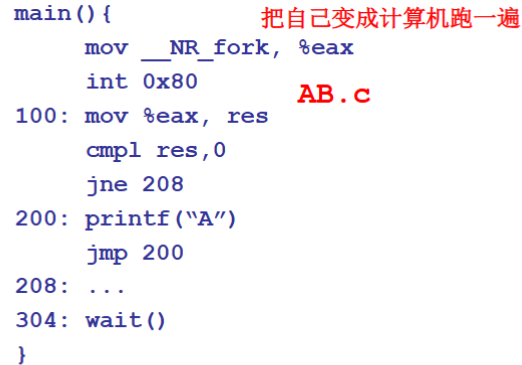 main(){
把自己变成计算机跑一遍
mov __NR_fork, %eax
int 0x80
AB.c
100: mov %eax, res
cmpl res,0
jne 208
200: printf(“A”)
jmp 200
208: ...
304: wait()
}